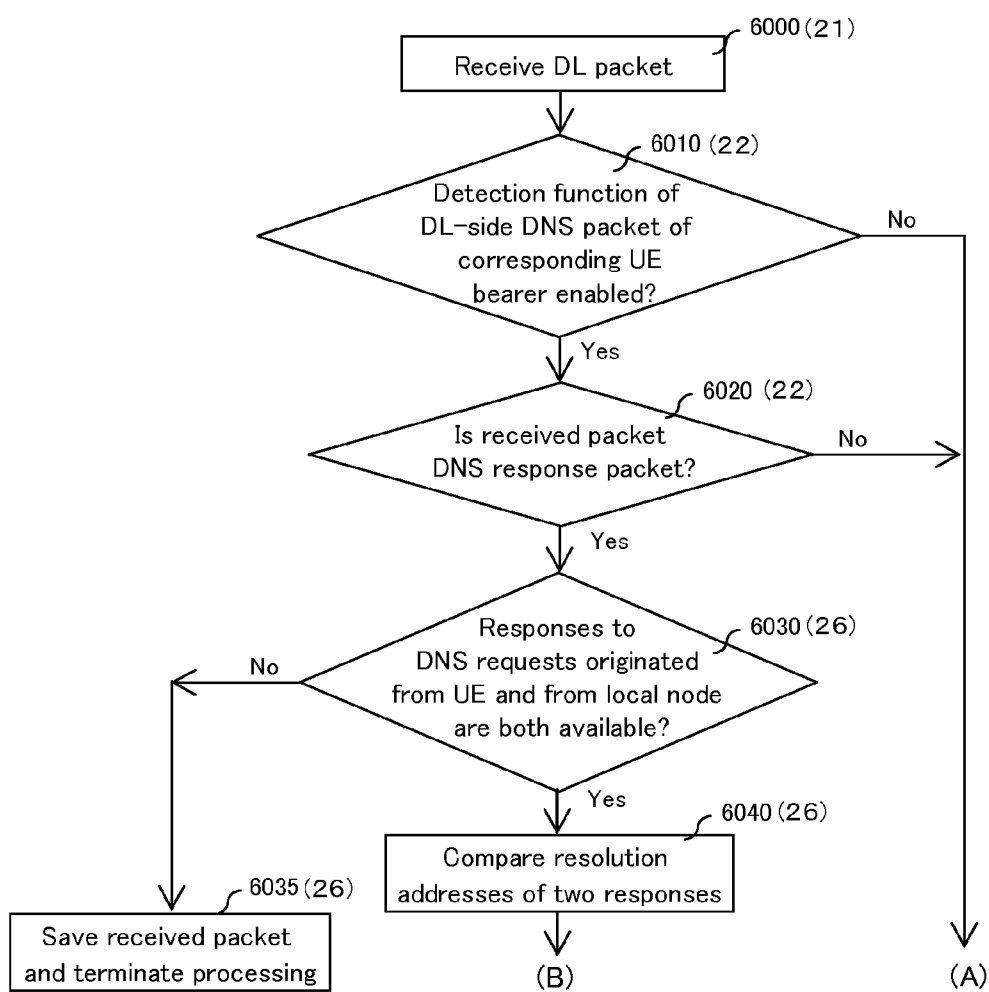 6000(21)
Receive DL packet
6010(22)
Detection function of
DL-side DNS packet of
corresponding UE
bearer enabled?
No
Yes
6020(22)
Is received packet
DNS response packet?
No
Yes
6030(26)
Responses to
DNS requests originated
from UE and from local node
are both available?
No
Yes
6040(26)
Compare resolution
addresses of two responses
6035(26)
Save received packet
and terminate processing
(B)
(A)